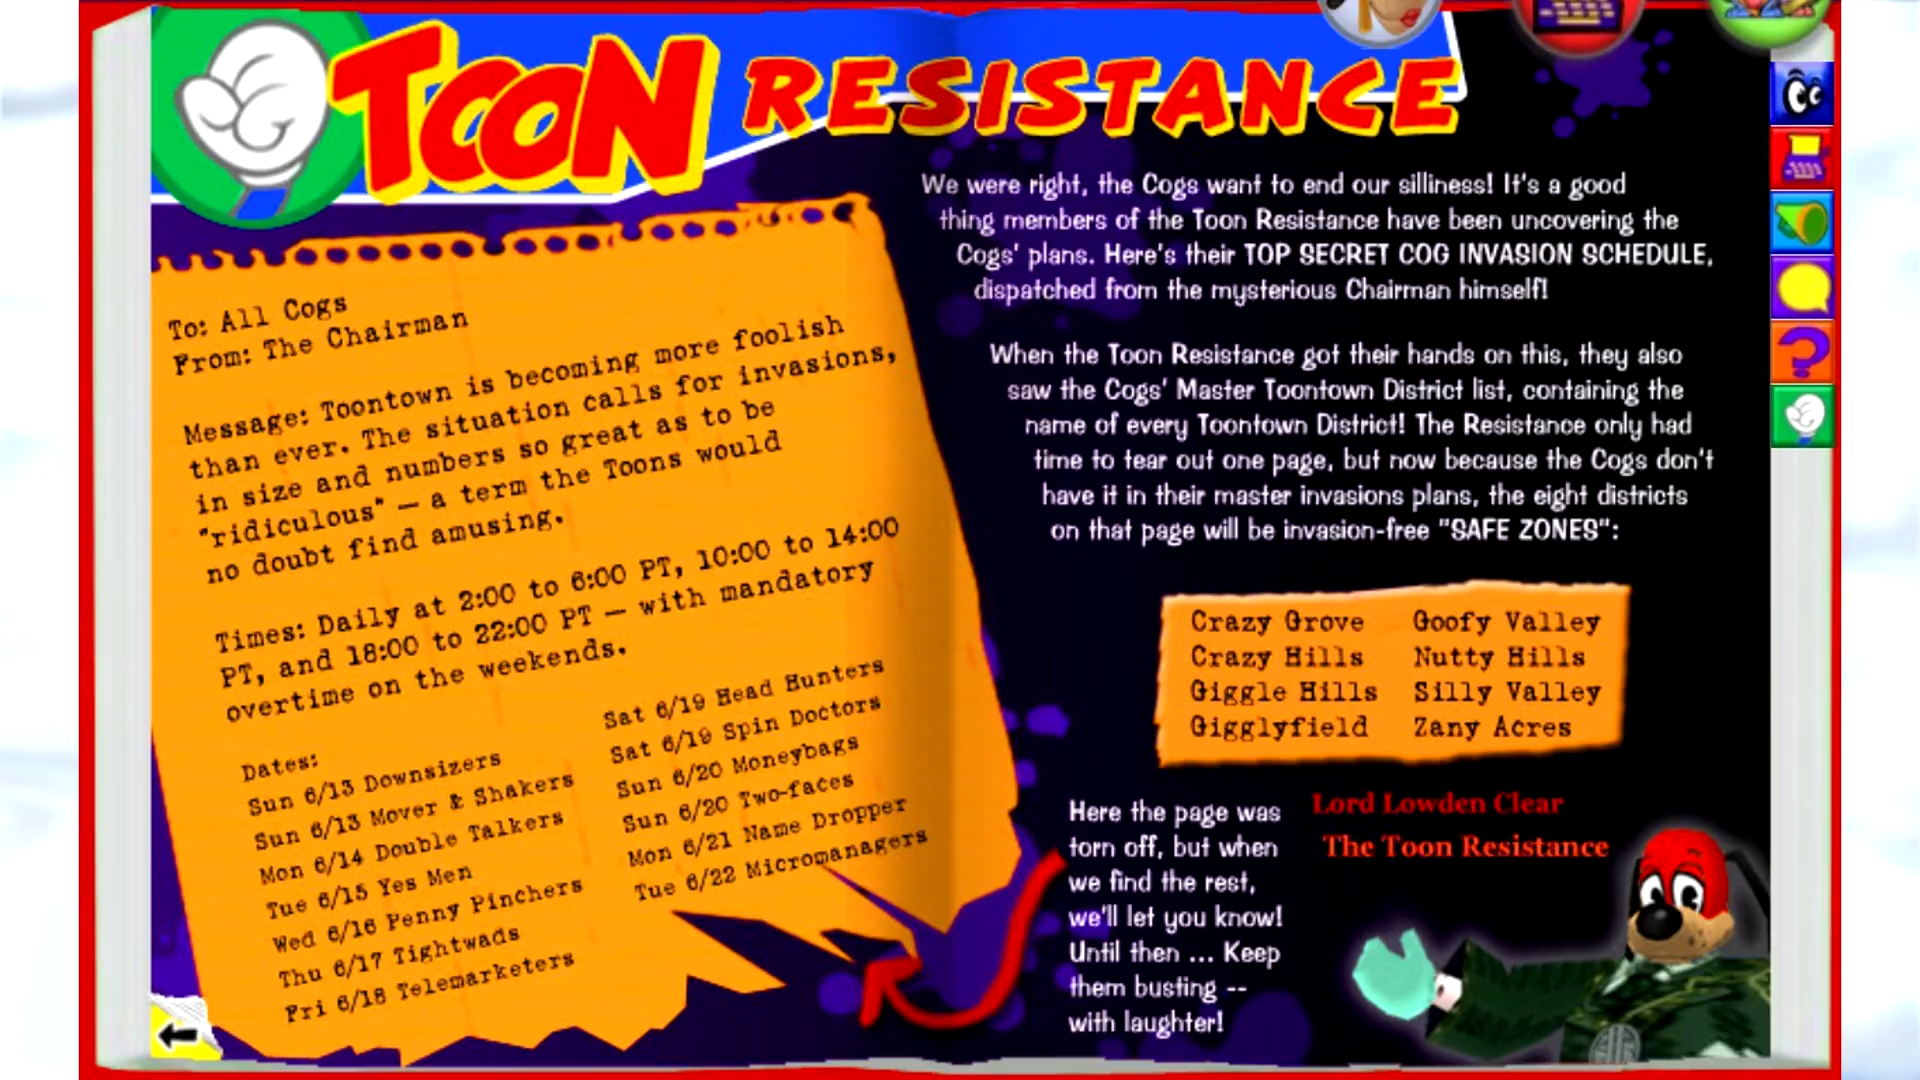 TOON RESISTANCE
To: All Cogs
From: The Chairman
Message: Toontown is becoming more foolish
than ever. The situation calls for invasions,
in size and numbers so great as to be
"ridiculous" — a term the Toons would
no doubt find amusing.
Times: Daily at 2:00 to 6:00 PT, 10:00 to 14:00
PT, and 18:00 to 22:00 PT — with mandatory
overtime on the weekends.
Dates:
Sun 6/13 Downsizers
Sun 6/13 Mover & Shakers
Mon 6/14 Double Talkers
Tue 6/15 Yes Men
Wed 6/16 Penny Pinchers
Thu 6/17 Tightwads
Fri 6/18 Telemarketers
Sat 6/19 Head Hunters
Sat 6/19 Spin Doctors
Sun 6/20 Moneybags
Sun 6/20 Two-faces
Mon 6/21 Name Dropper
Tue 6/22 Micromanagers
We were right, the Cogs want to end our silliness! It's a good
thing members of the Toon Resistance have been uncovering the
Cogs' plans. Here's their TOP SECRET COG INVASION SCHEDULE,
dispatched from the mysterious Chairman himself!
When the Toon Resistance got their hands on this, they also
saw the Cogs' Master Toontown District list, containing the
name of every Toontown District! The Resistance only had
time to tear out one page, but now because the Cogs don't
have it in their master invasions plans, the eight districts
on that page will be invasion-free "SAFE ZONES":
Crazy Grove
Crazy Hills
Giggle Hills
Gigglyfield
Goofy Valley
Nutty Hills
Silly Valley
Zany Acres
Here the page was
torn off, but when
we find the rest,
we'll let you know!
Until then ... Keep
them busting --
with laughter!
Lord Lowden Clear
The Toon Resistance
?